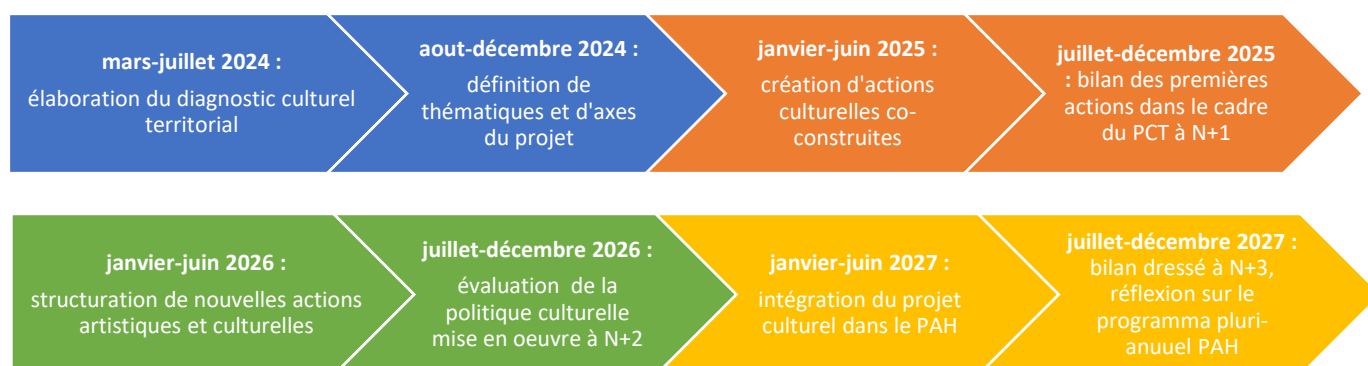 mars-juillet 2024 :
élaboration du diagnostic culturel
territorial
aout-décembre 2024 :
définition de
thématiques et d'axes
du projet
janvier-juin 2025 :
création d'actions
culturelles co-
construites
juillet-décembre 2025
: bilan des premières
actions dans le cadre
du PCT à N+1
janvier-juin 2026 :
structuration de nouvelles actions
artistiques et culturelles
juillet-décembre 2026 :
évaluation de la
politique culturelle
mise en oeuvre à N+2
janvier-juin 2027 :
intégration du projet
culturel dans le PAH
juillet-décembre 2027 :
bilan dressé à N+3,
réflexion sur le
programma pluri-
anuuel PAH